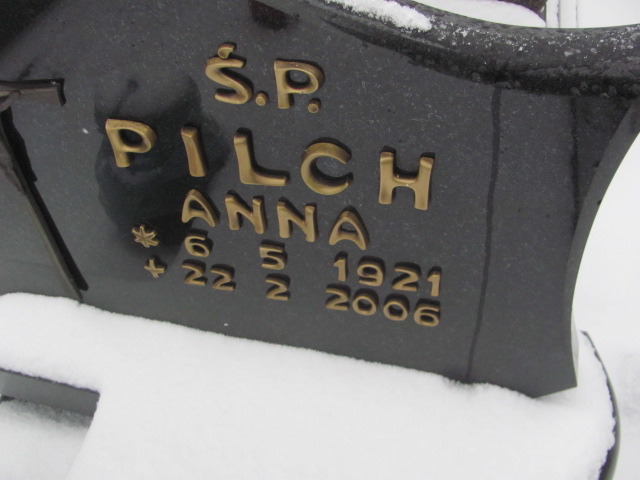 Ś.P.
PILCH
ANNA
* 6 5 1921
+ 22 2 2006